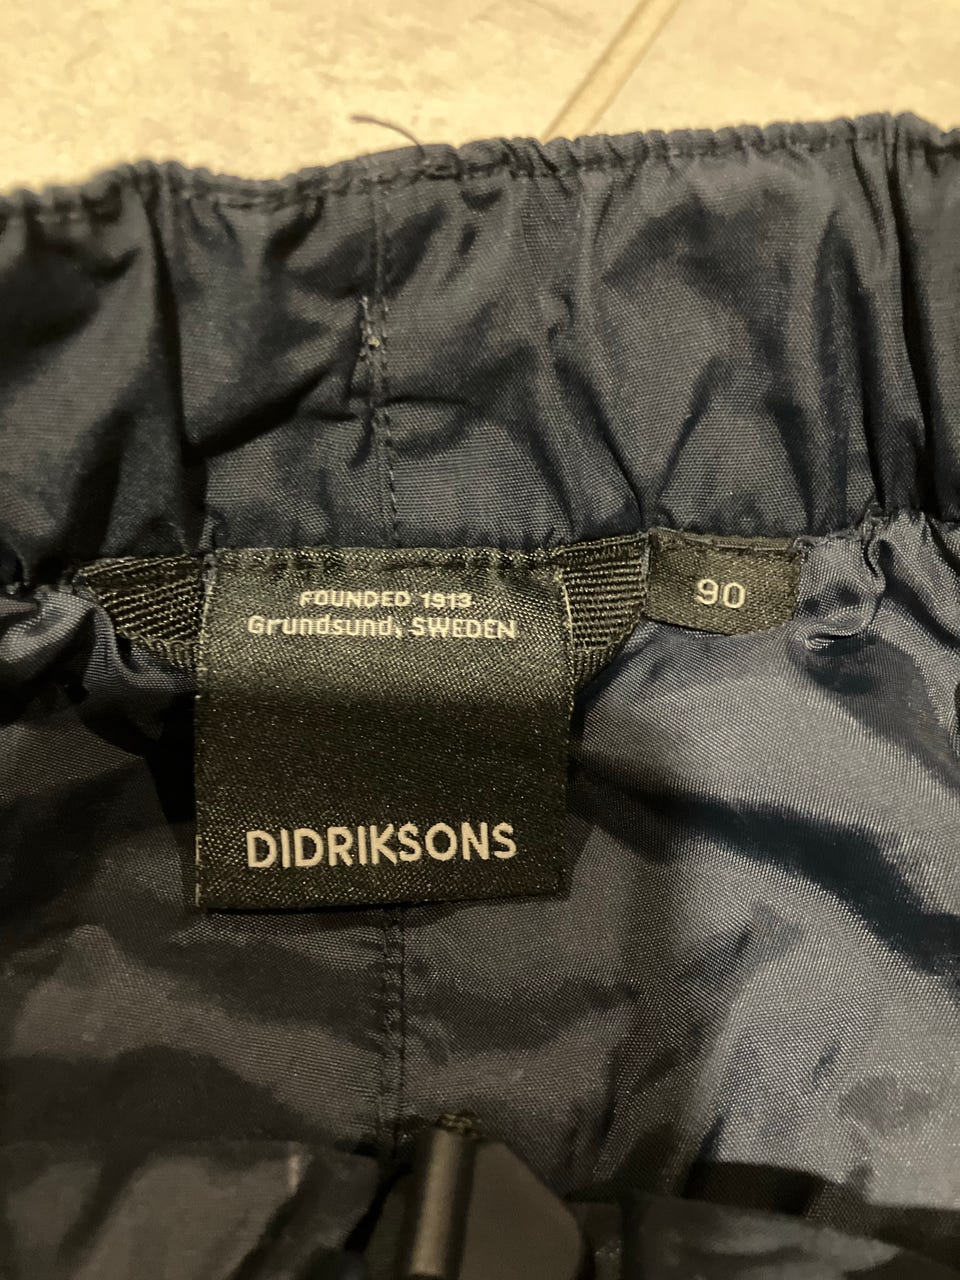 FOUNDED 1913
Grundsund, SWEDEN
DIDRIKSONS
90